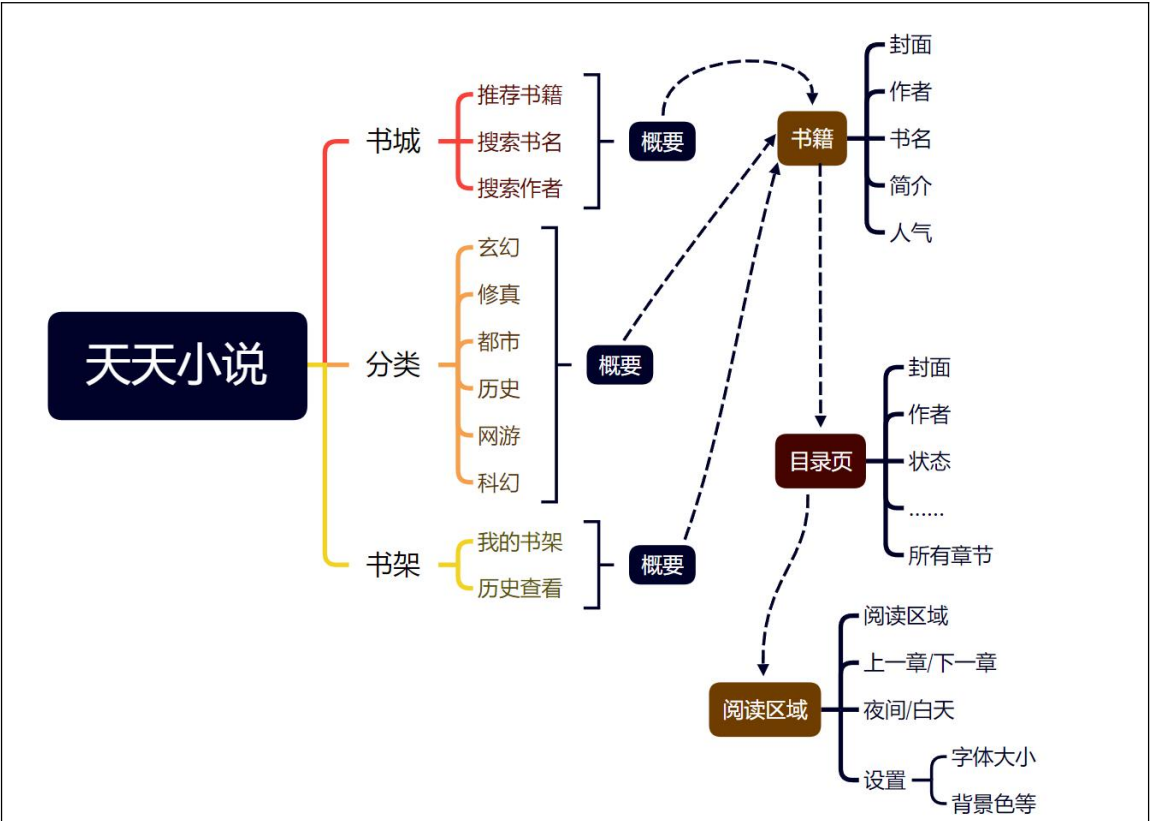 天天小说
书城
推荐书籍
搜索书名
搜索作者
概要
分类
玄幻
修真
都市
历史
网游
科幻
概要
书架
我的书架
历史查看
概要
书籍
封面
作者
书名
简介
人气
目录页
封面
作者
状态
......
所有章节
阅读区域
阅读区域
上一章/下一章
夜间/白天
设置
字体大小
背景色等